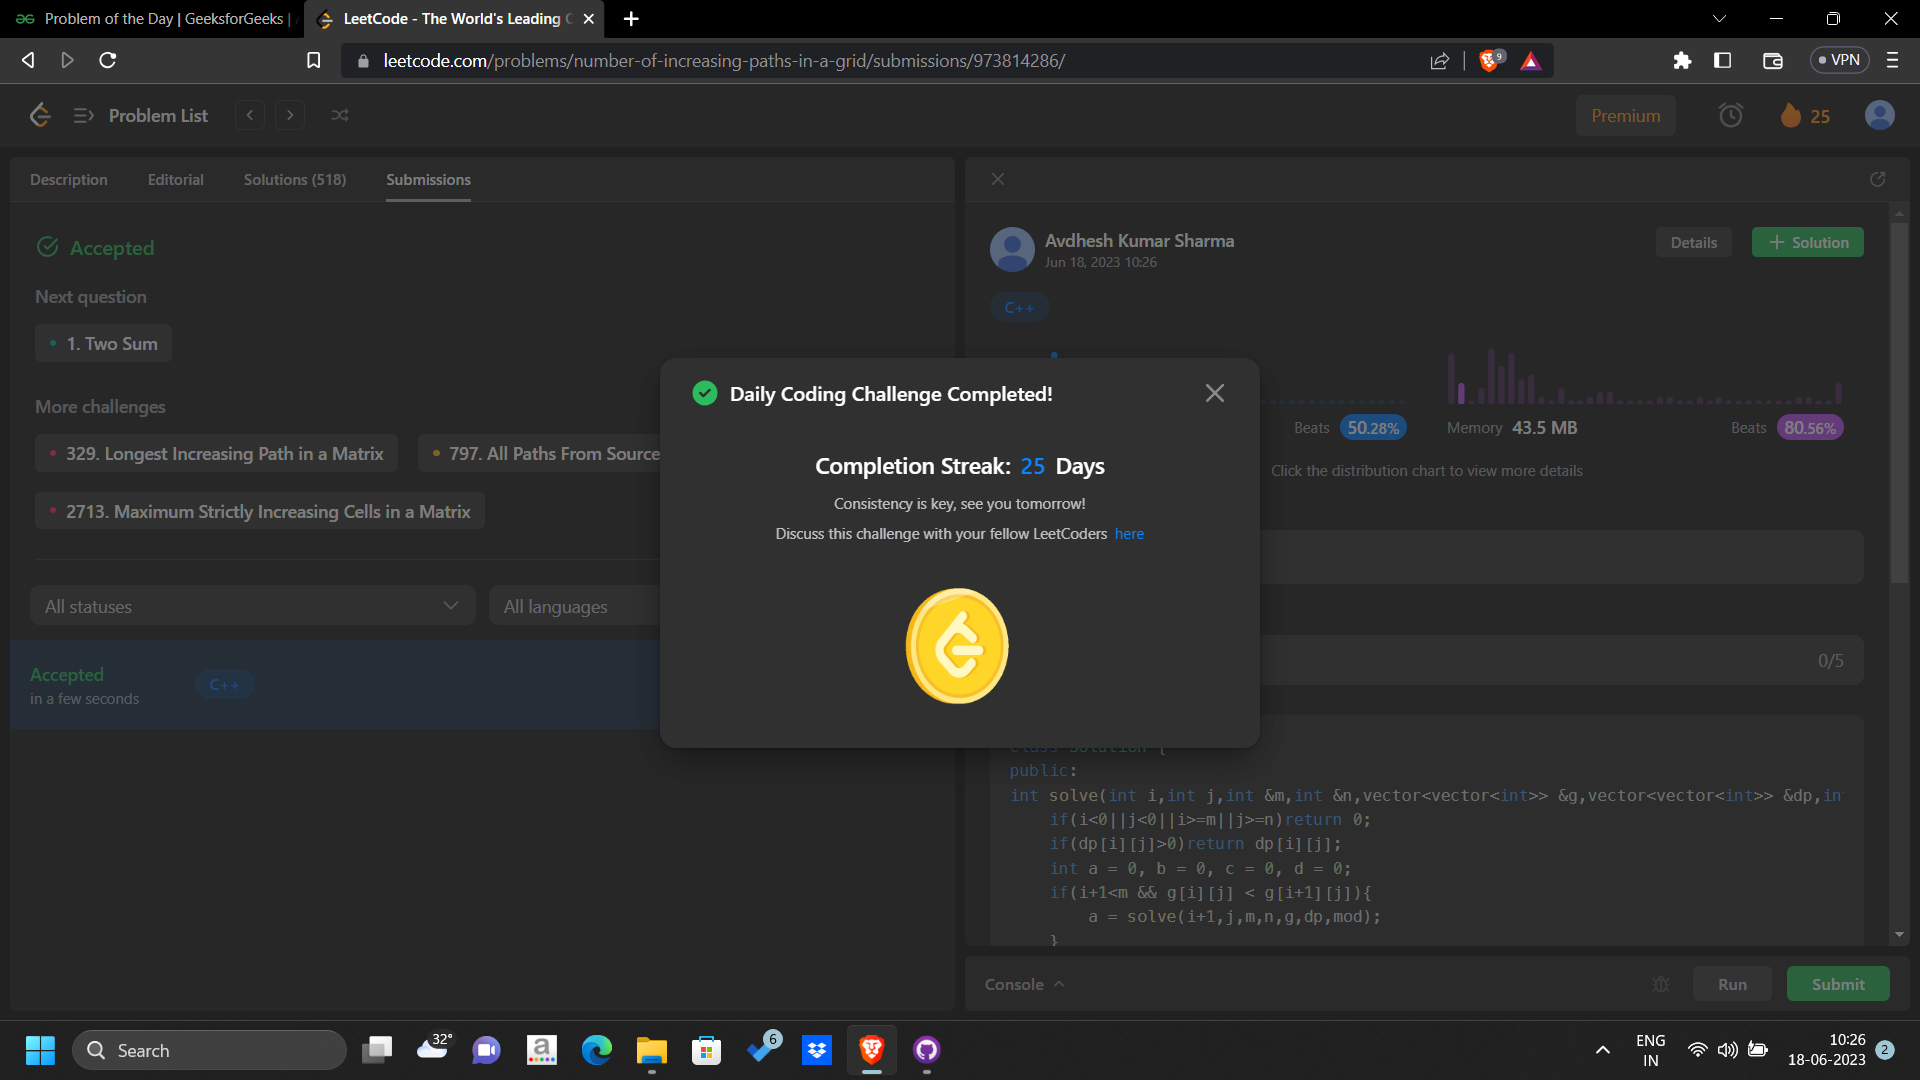 Problem of the Day | GeeksforGeeks |
LeetCode - The World's Leading
leetcode.com/problems/number-of-increasing-paths-in-a-grid/submissions/973814286/
9
VPN
Problem List
Premium
25
Description
Editorial
Solutions (518)
Submissions
Accepted
Next question
1. Two Sum
More challenges
329. Longest Increasing Path in a Matrix
797. All Paths From Source
2713. Maximum Strictly Increasing Cells in a Matrix
All statuses
All languages
Accepted
in a few seconds
C++
Avdhesh Kumar Sharma
Jun 18, 2023 10:26
Details
+ Solution
C++
Beats 50.28%
Memory 43.5 MB
Beats 80.56%
Click the distribution chart to view more details
0/5
Daily Coding Challenge Completed!
Completion Streak: 25 Days
Consistency is key, see you tomorrow!
Discuss this challenge with your fellow LeetCoders here
class Solution {
public:
int solve(int i,int j,int &m,int &n,vector<vector<int>> &g,vector<vector<int>> &dp,in
if(i<0||j<0||i>=m||j>=n)return 0;
if(dp[i][j]>0)return dp[i][j];
int a = 0, b = 0, c = 0, d = 0;
if(i+1<m && g[i][j] < g[i+1][j]){
a = solve(i+1,j,m,n,g,dp,mod);
}
Console
Run
Submit
Search
32°
a
6
ENG
IN
10:26
18-06-2023
2